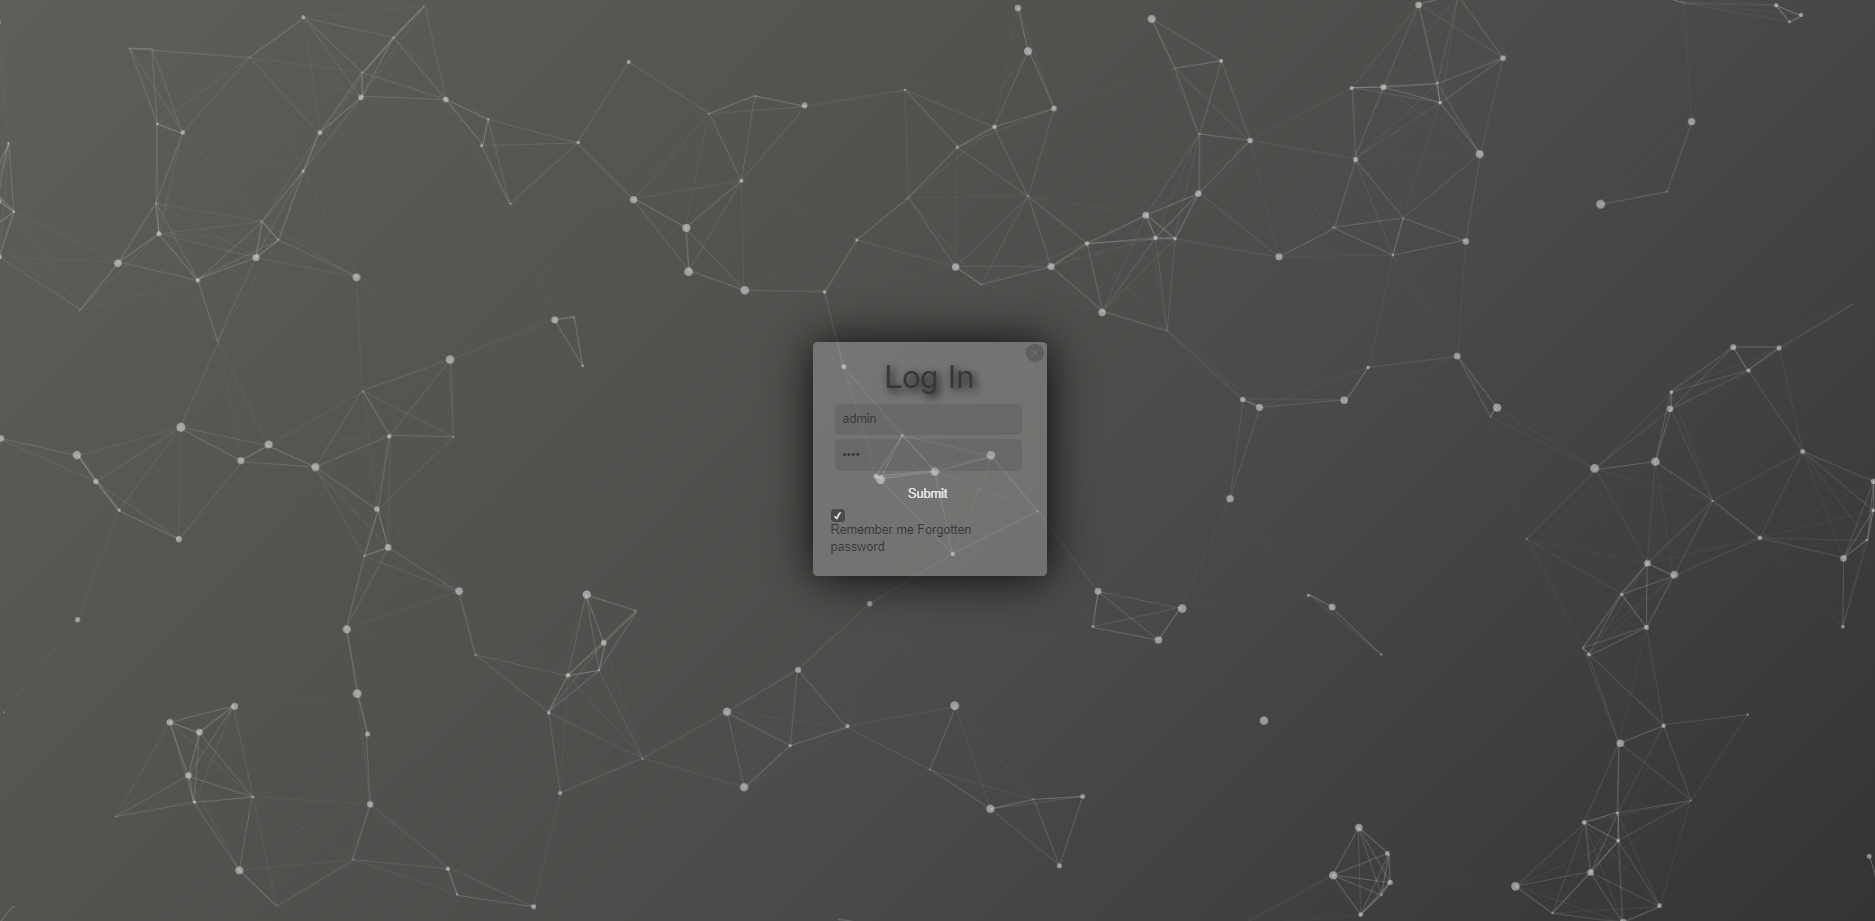 Log In
admin
••••
Submit
Remember me Forgotten
password